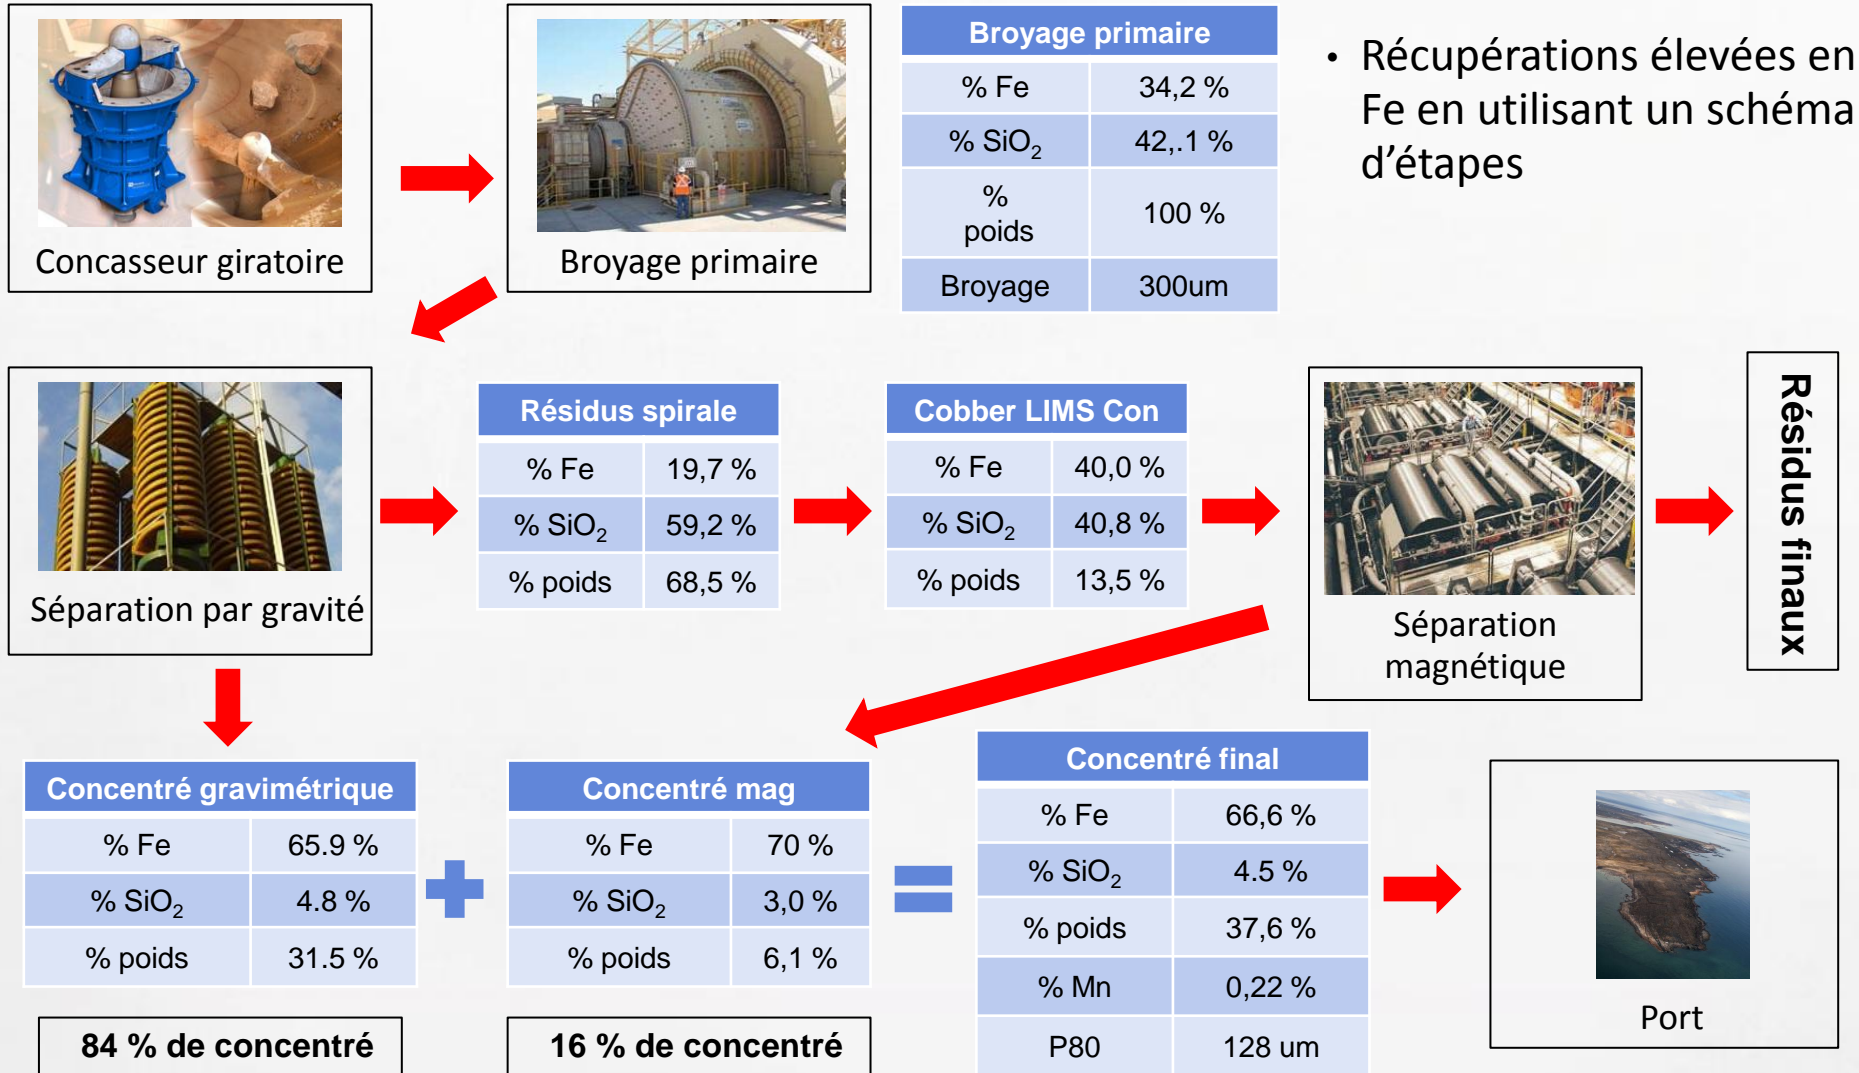 Concasseur giratoire
Broyage primaire
Broyage primaire
% Fe 34,2 %
% SiO₂ 42,.1 %
%
poids 100 %
Broyage 300um
• Récupérations élevées en
Fe en utilisant un schéma
d'étapes
Séparation par gravité
Résidus spirale
% Fe 19,7 %
% SiO₂ 59,2 %
% poids 68,5 %
Cobber LIMS Con
% Fe 40,0 %
% SiO₂ 40,8 %
% poids 13,5 %
Séparation
magnétique
Résidus finaux
Concentré gravimétrique
% Fe 65.9 %
% SiO₂ 4.8 %
% poids 31.5 %
84 % de concentré
Concentré mag
% Fe 70 %
% SiO₂ 3,0 %
% poids 6,1 %
16 % de concentré
Concentré final
% Fe 66,6 %
% SiO₂ 4.5 %
% poids 37,6 %
% Mn 0,22 %
P80 128 um
Port